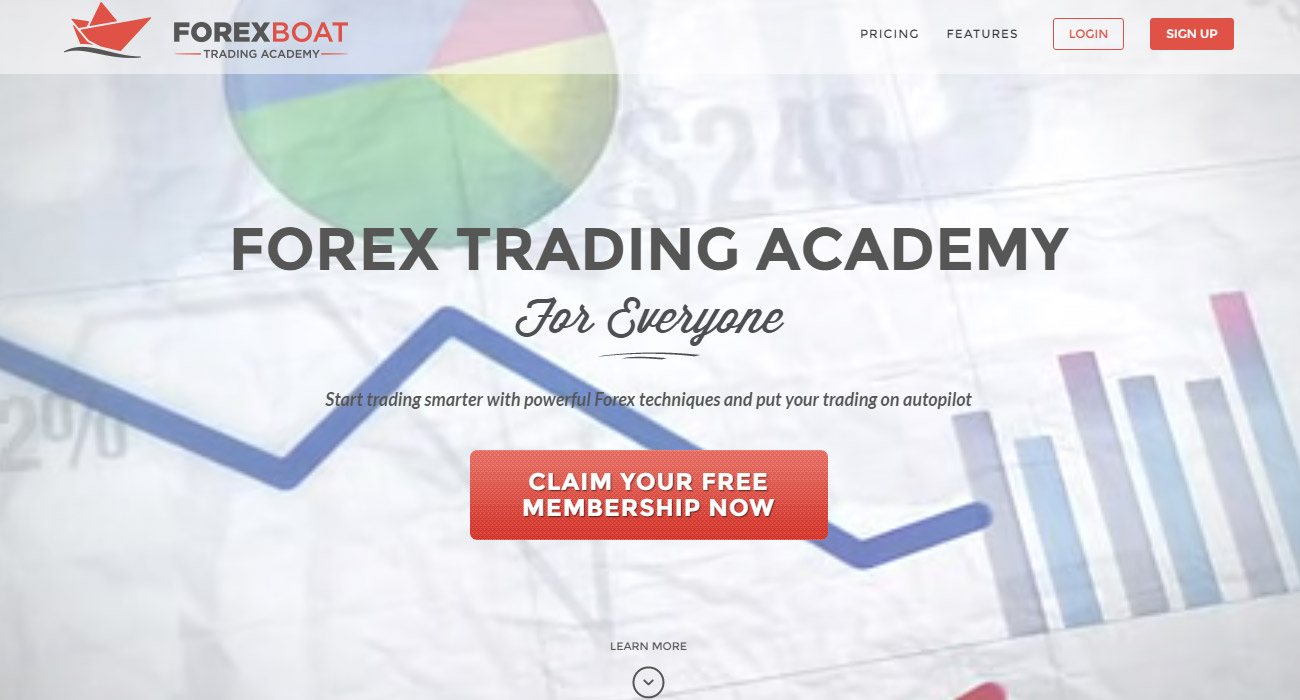 FOREXBOAT
TRADING ACADEMY
PRICING
FEATURES
LOGIN
SIGN UP
$248
FOREX TRADING ACADEMY
For Everyone
Start trading smarter with powerful Forex techniques and put your trading on autopilot
2%
CLAIM YOUR FREE
MEMBERSHIP NOW
LEARN MORE